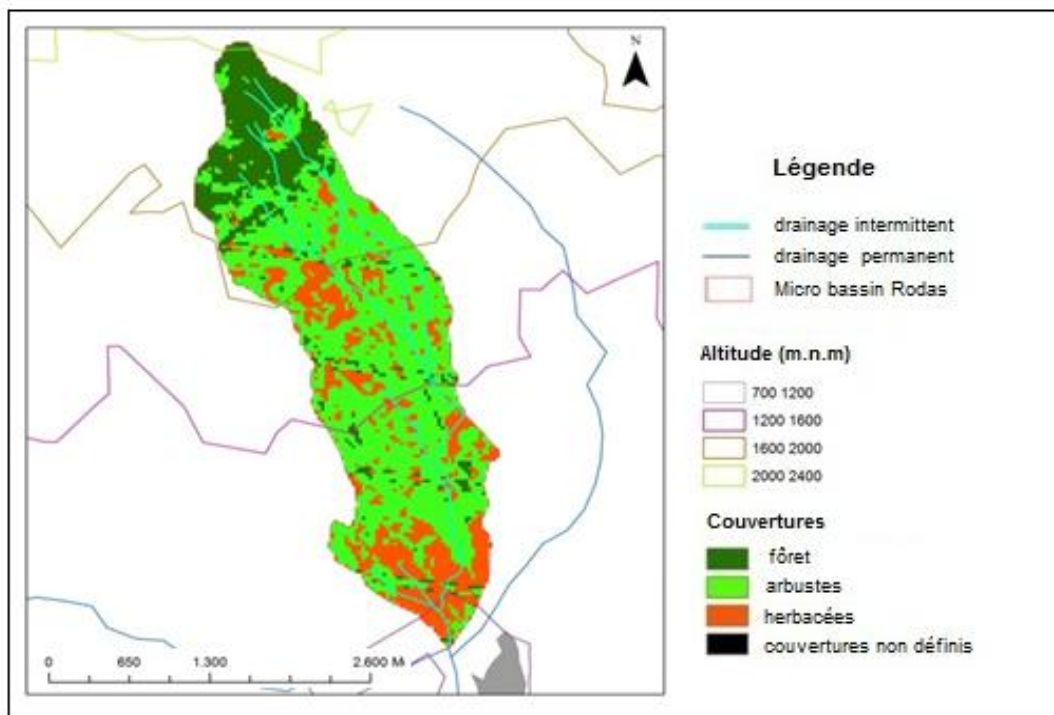 N
Légende
drainage intermittent
drainage permanent
Micro bassin Rodas
Altitude (m.n.m)
700 1200
1200 1600
1600 2000
2000 2400
Couvertures
fôret
arbustes
herbacées
couvertures non définis
0 650 1.300 2.600 M